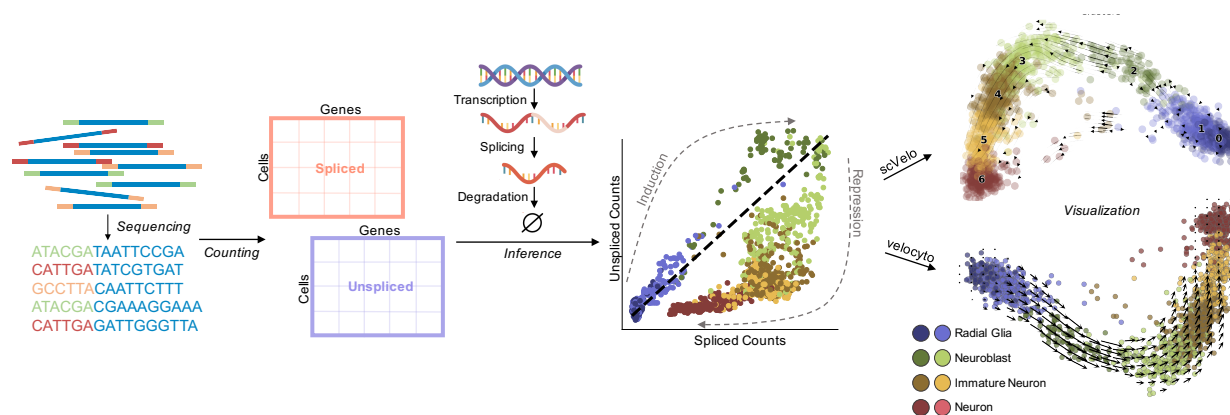 Sequencing
ATACGATAATTCCGA
CATTGATATCGTGAT
GCCTTACAATTCTTT
ATACGACGAAAGGAAA
CATTGAGATTGGGTTA
Counting
Genes
Cells
Spliced
Genes
Cells
Unspliced
Transcription
Splicing
Degradation
Inference
Unspliced Counts
Spliced Counts
Induction
Repression
scVelo
velocyto
Visualization
0
1
2
3
4
5
6
Radial Glia
Neuroblast
Immature Neuron
Neuron